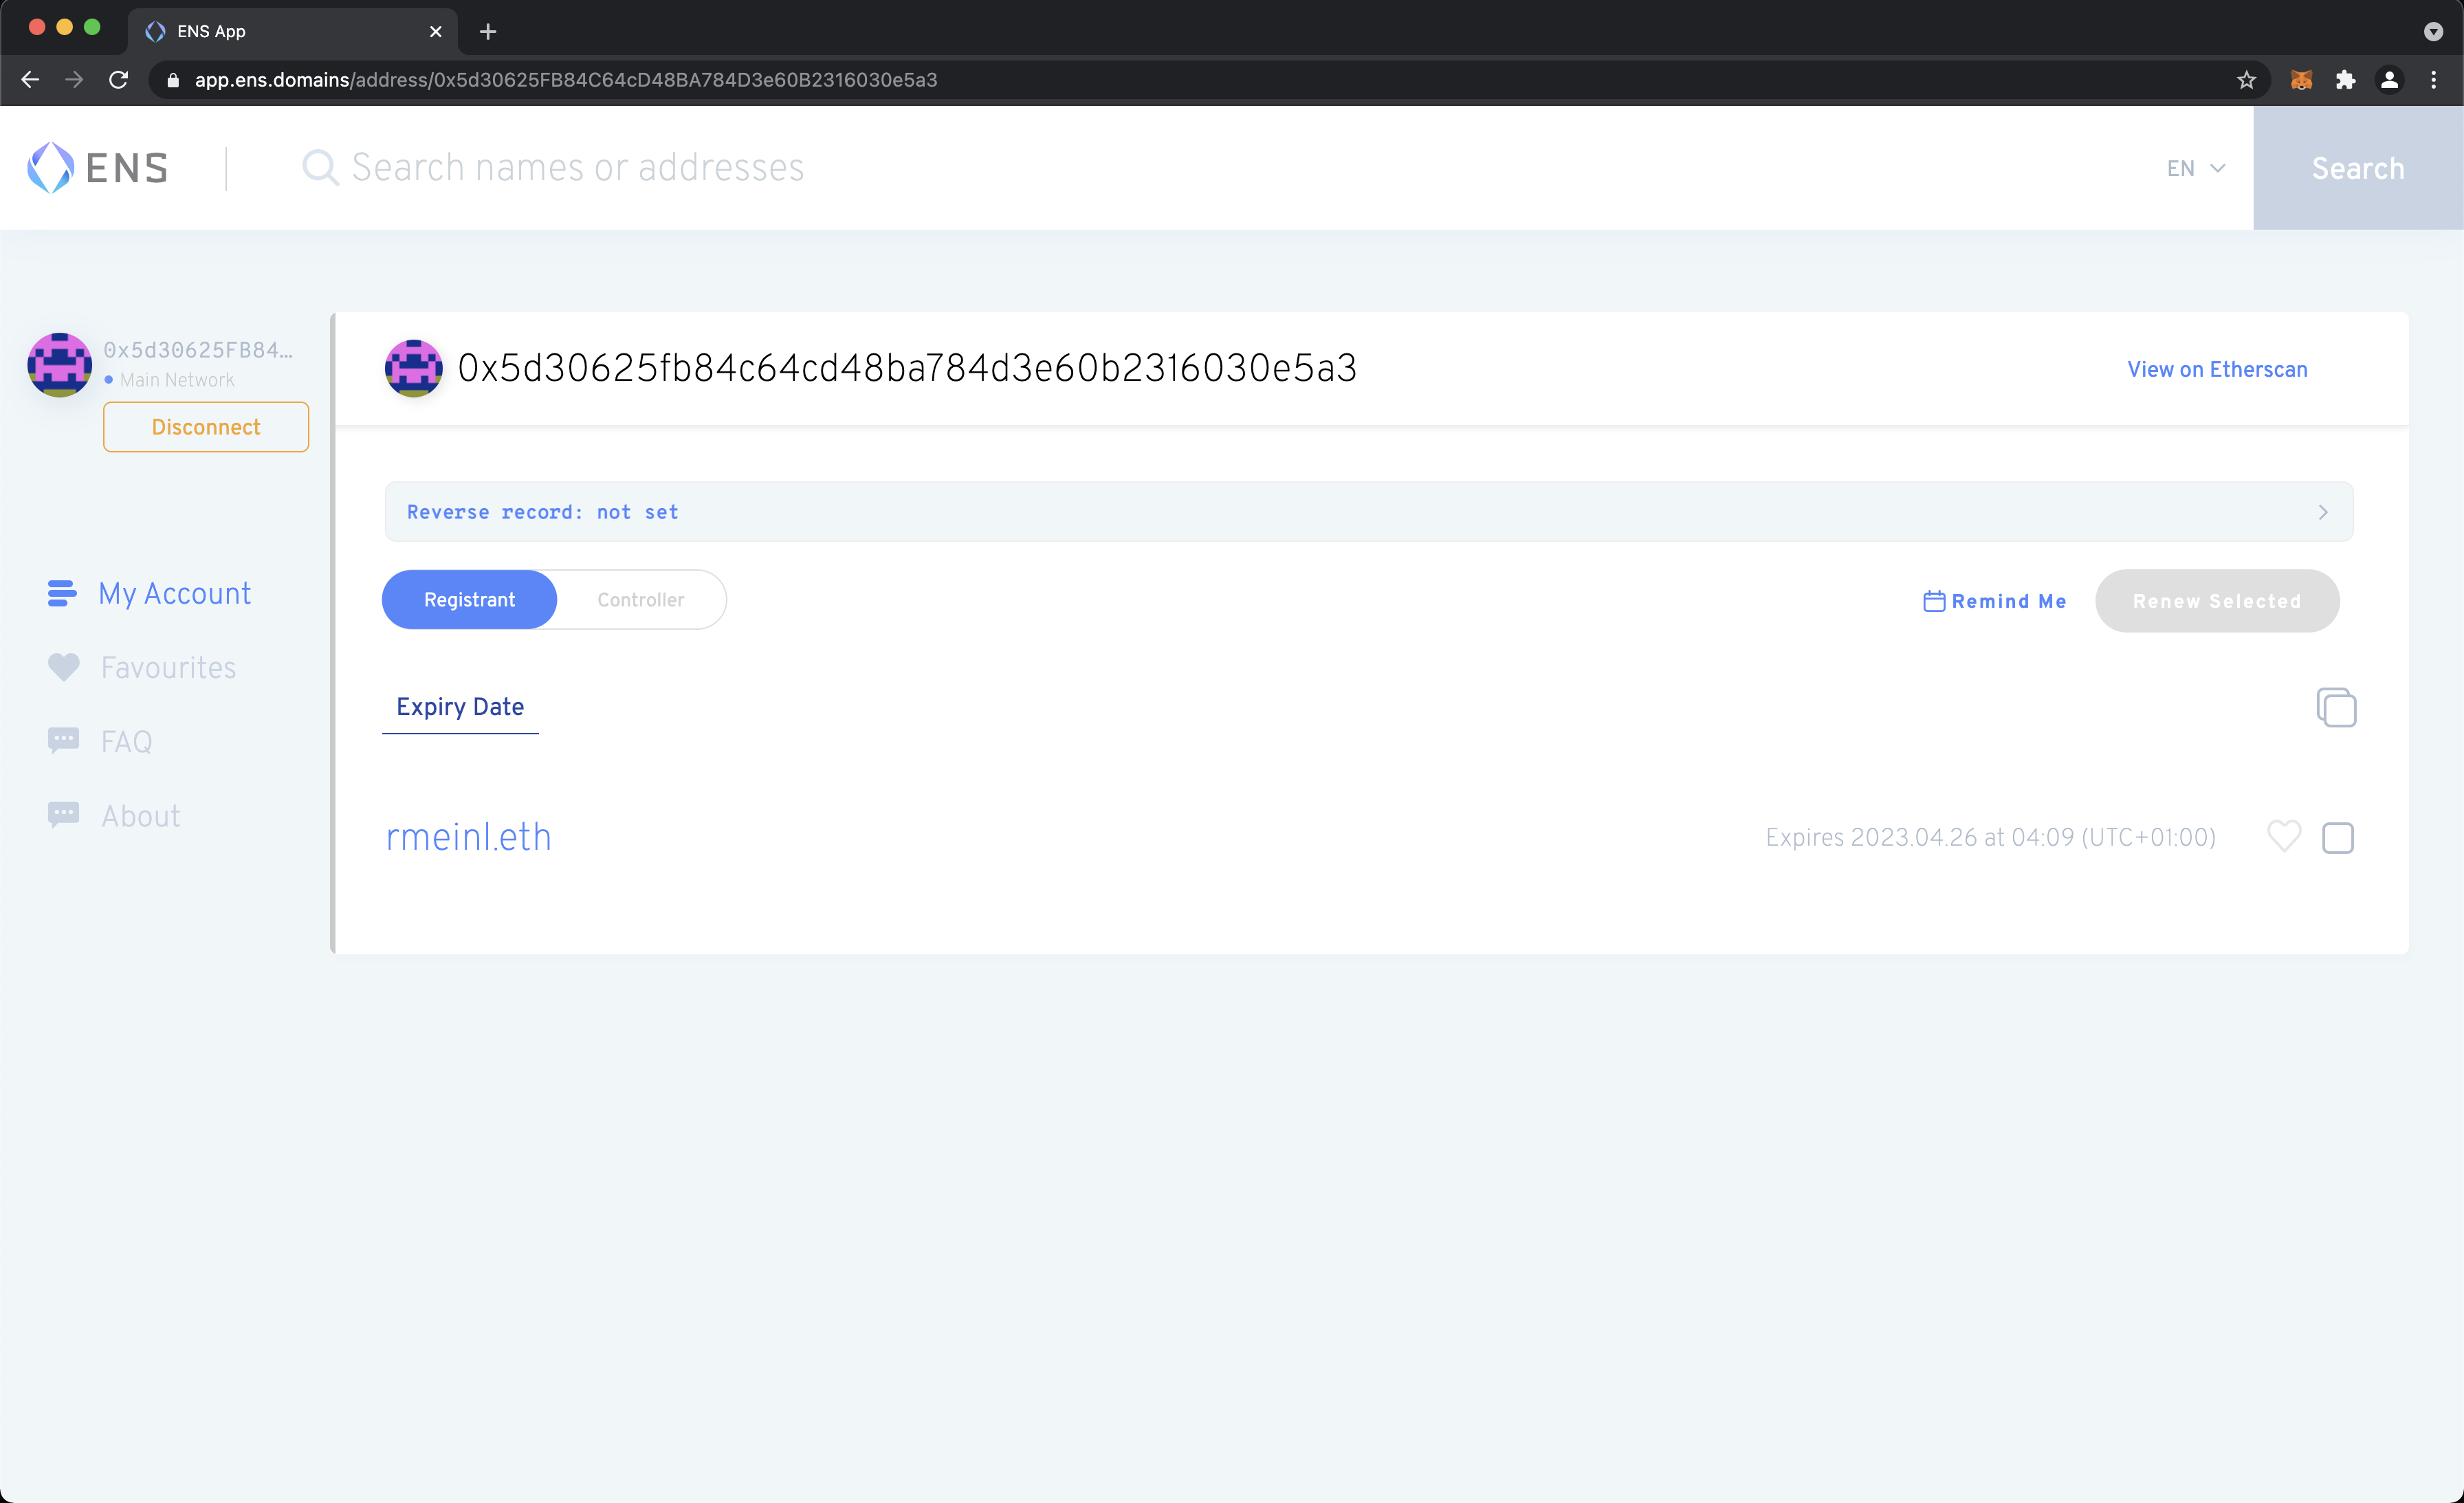 ENS App
app.ens.domains/address/0x5d30625FB84C64cD48BA784D3e60B2316030e5a3
ENS
Search names or addresses
EN
Search
0x5d30625FB84...
Main Network
Disconnect
0x5d30625fb84c64cd48ba784d3e60b2316030e5a3
View on Etherscan
Reverse record: not set
My Account
Registrant
Controller
Remind Me
Renew Selected
Favourites
Expiry Date
FAQ
About
rmeinl.eth
Expires 2023.04.26 at 04:09 (UTC+01:00)